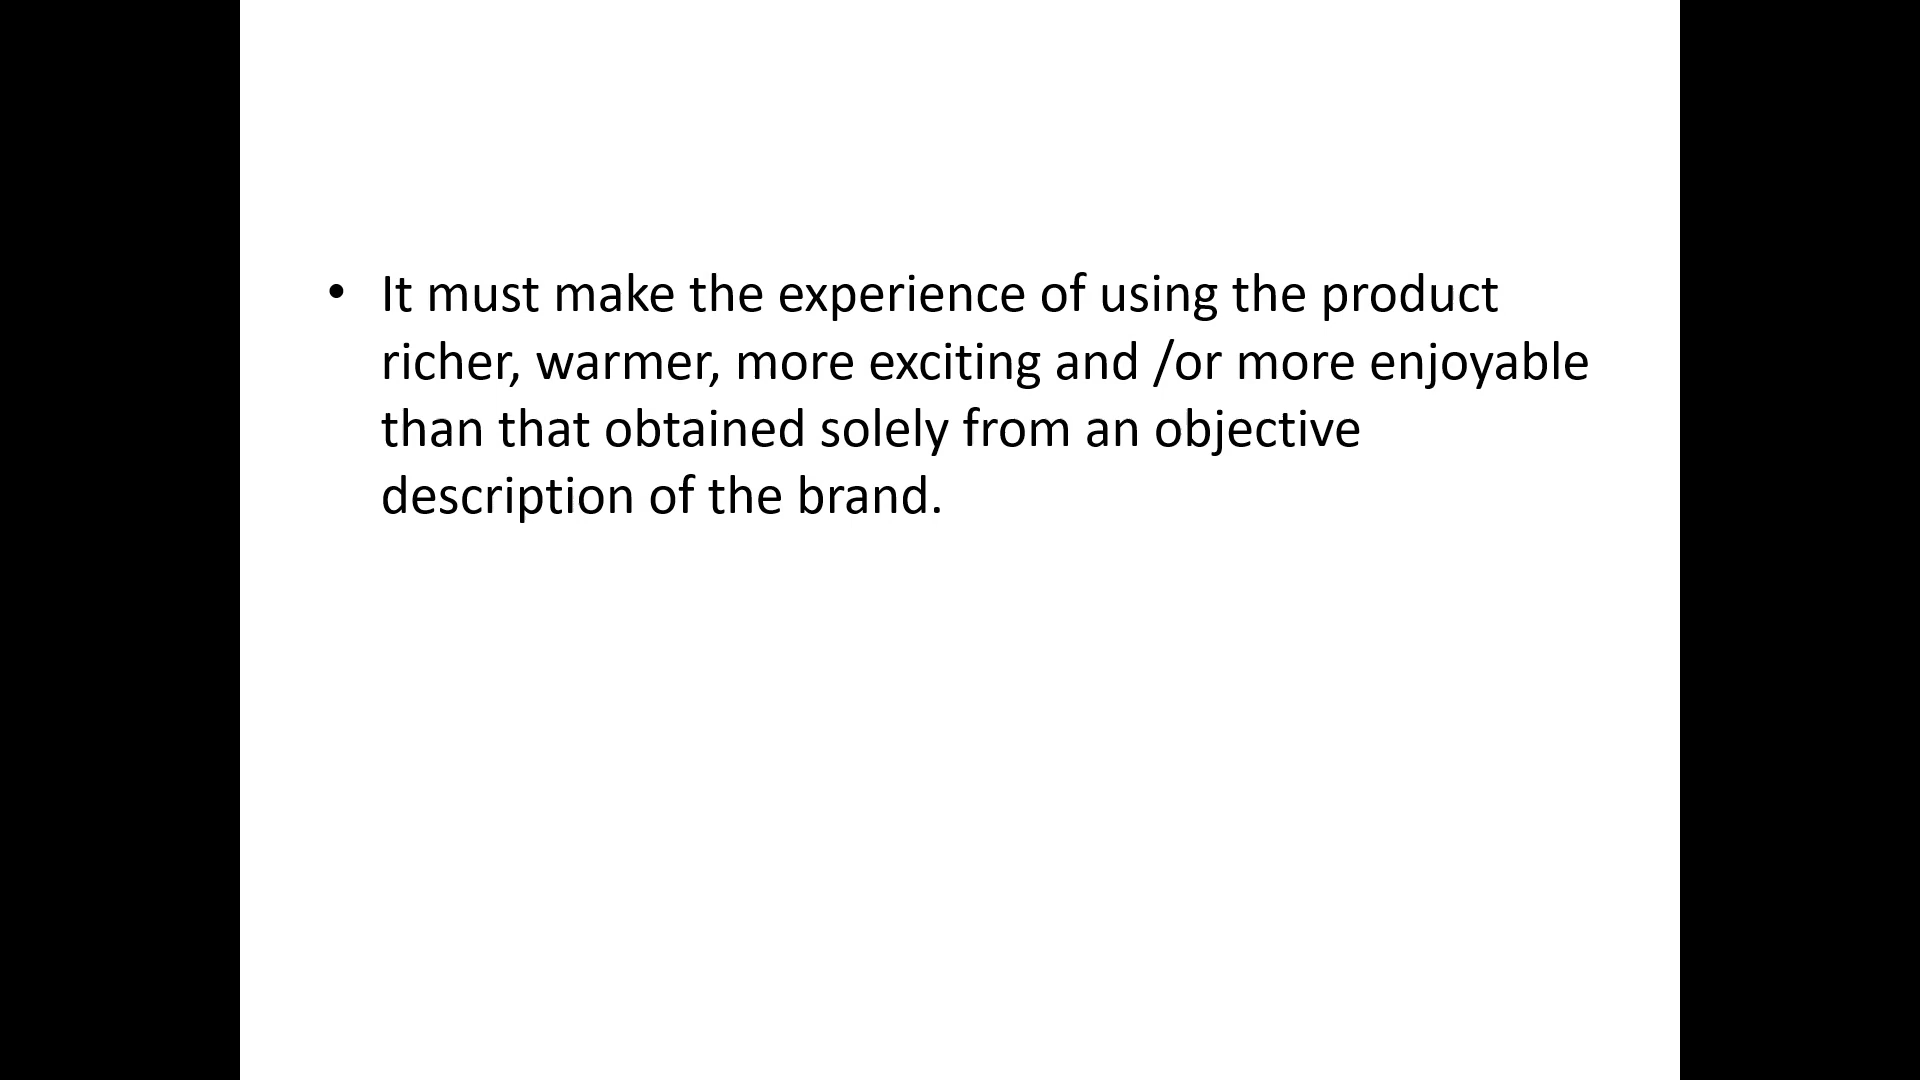 • It must make the experience of using the product
richer, warmer, more exciting and /or more enjoyable
than that obtained solely from an objective
description of the brand.